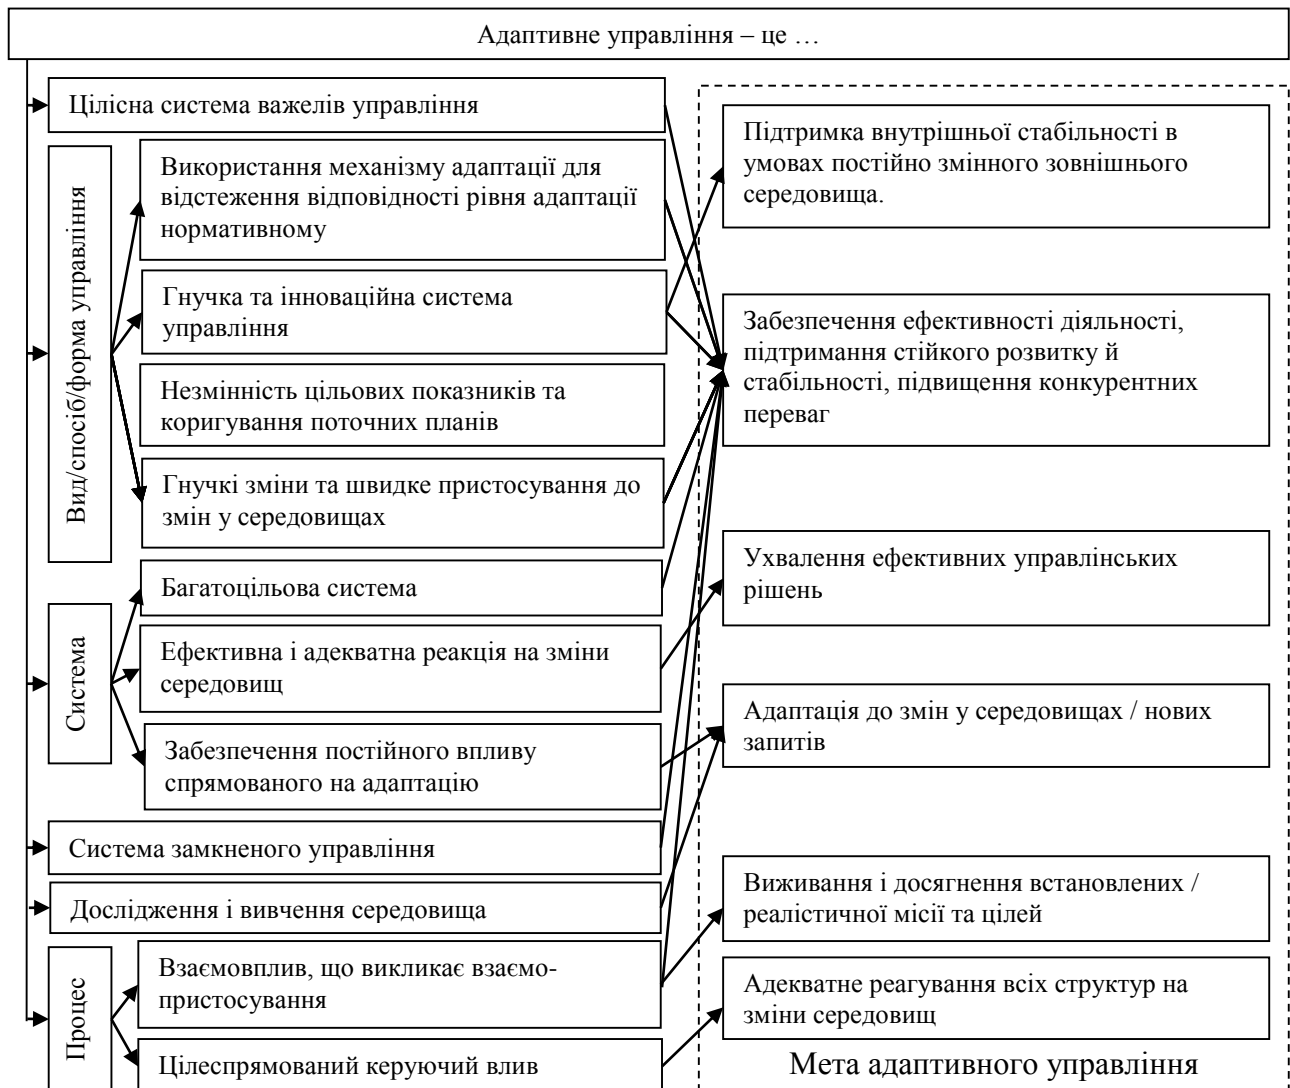 Адаптивне управління – це …
Цілісна система важелів управління
Вид/спосіб/форма управління
Використання механізму адаптації для
відстеження відповідності рівня адаптації
нормативному
Гнучка та інноваційна система
управління
Незмінність цільових показників та
коригування поточних планів
Гнучкі зміни та швидке пристосування до
змін у середовищах
Система
Багатоцільова система
Ефективна і адекватна реакція на зміни
середовищ
Забезпечення постійного впливу
спрямованого на адаптацію
Система замкненого управління
Дослідження і вивчення середовища
Процес
Взаємовплив, що викликає взаємо-
пристосування
Цілеспрямований керуючий влив
Підтримка внутрішньої стабільності в
умовах постійно змінного зовнішнього
середовища.
Забезпечення ефективності діяльності,
підтримання стійкого розвитку й
стабільності, підвищення конкурентних
переваг
Ухвалення ефективних управлінських
рішень
Адаптація до змін у середовищах / нових
запитів
Виживання і досягнення встановлених /
реалістичної місії та цілей
Адекватне реагування всіх структур на
зміни середовищ
Мета адаптивного управління